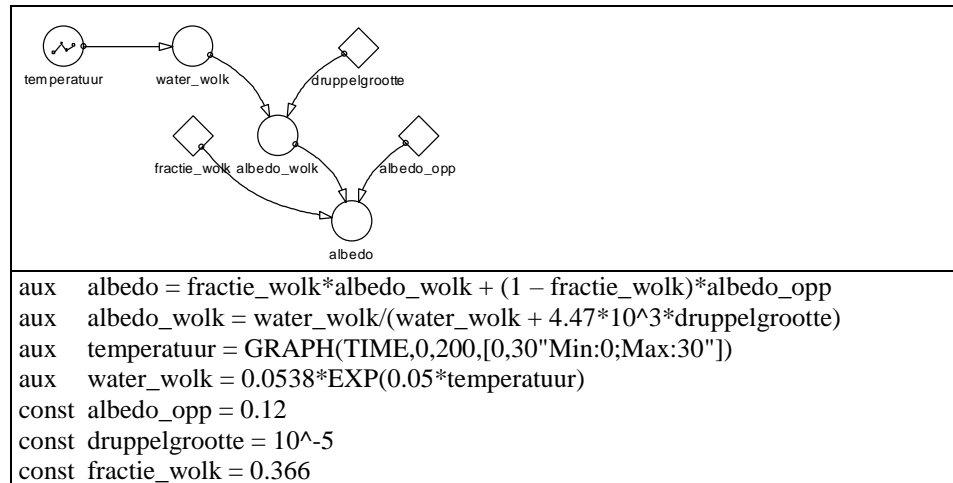 temperatuur water_wolk druppelgrootte
fractie_wolk albedo_wolk albedo_opp
albedo
aux albedo = fractie_wolk*albedo_wolk + (1 – fractie_wolk)*albedo_opp
aux albedo_wolk = water_wolk/(water_wolk + 4.47*10^3*druppelgrootte)
aux temperatuur = GRAPH(TIME,0,200,[0,30"Min:0;Max:30"])
aux water_wolk = 0.0538*EXP(0.05*temperatuur)
const albedo_opp = 0.12
const druppelgrootte = 10^-5
const fractie_wolk = 0.366